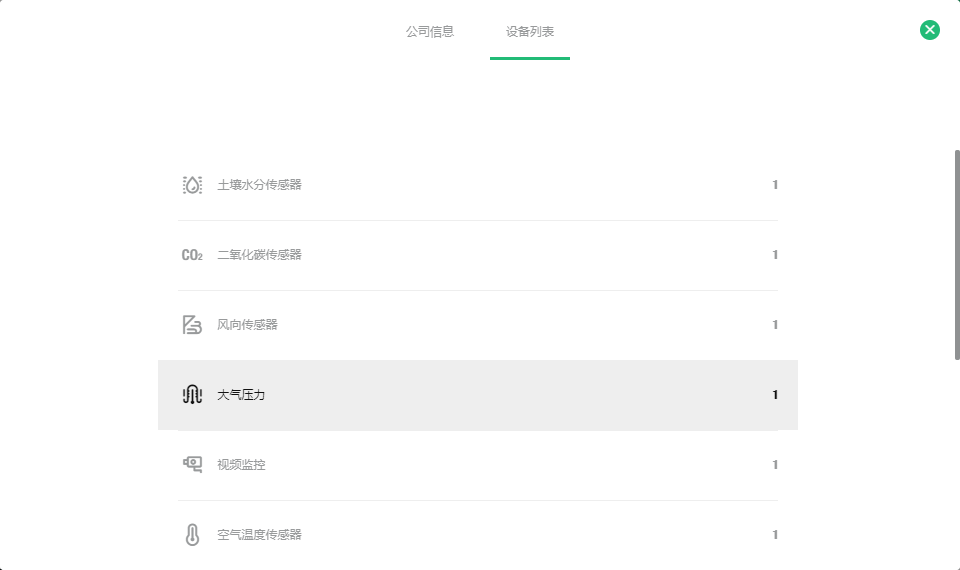 公司信息 设备列表
土壤水分传感器 1
CO₂ 二氧化碳传感器 1
风向传感器 1
大气压力 1
视频监控 1
空气温度传感器 1